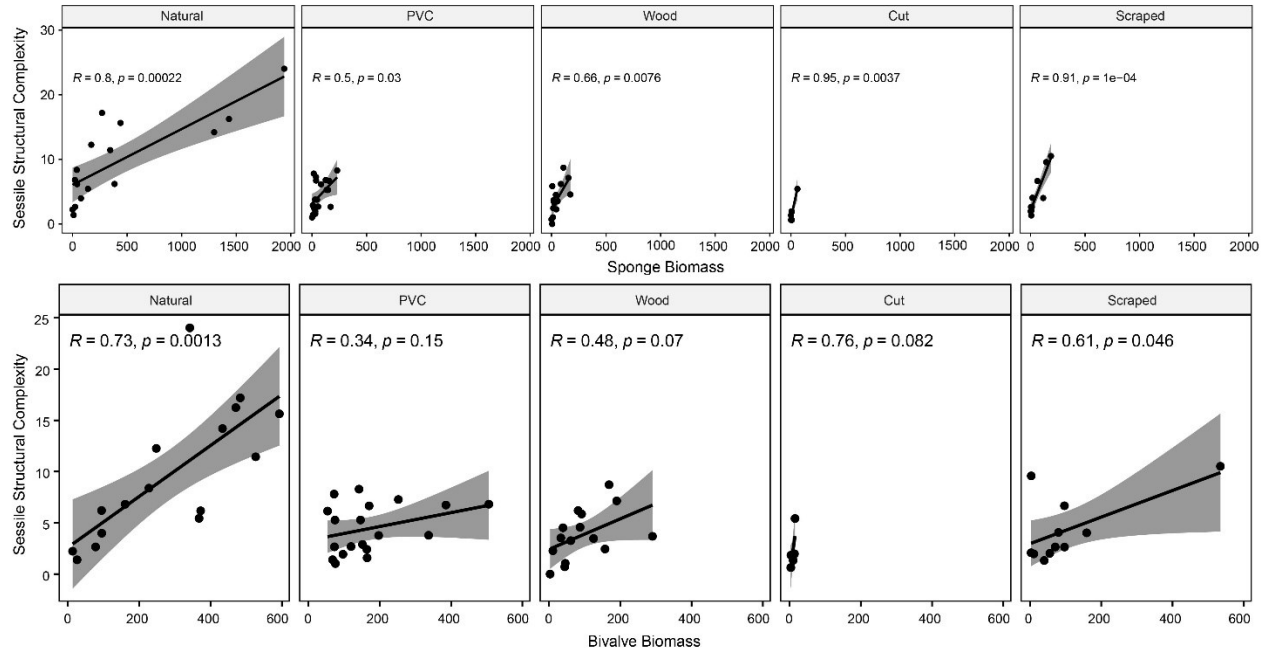 Natural PVC Wood Cut Scraped
30
R = 0.8, p = 0.00022 R = 0.5, p = 0.03 R = 0.66, p = 0.0076 R = 0.95, p = 0.0037 R = 0.91, p = 1e−04
20
10
0
Sessile Structural Complexity
0 500 1000 1500 2000 0 500 1000 1500 2000 0 500 1000 1500 2000 0 500 1000 1500 2000 0 500 1000 1500 2000
Sponge Biomass
Natural PVC Wood Cut Scraped
25
R = 0.73, p = 0.0013 R = 0.34, p = 0.15 R = 0.48, p = 0.07 R = 0.76, p = 0.082 R = 0.61, p = 0.046
20
15
10
5
0
Sessile Structural Complexity
0 200 400 600 0 200 400 600 0 200 400 600 0 200 400 600 0 200 400 600
Bivalve Biomass